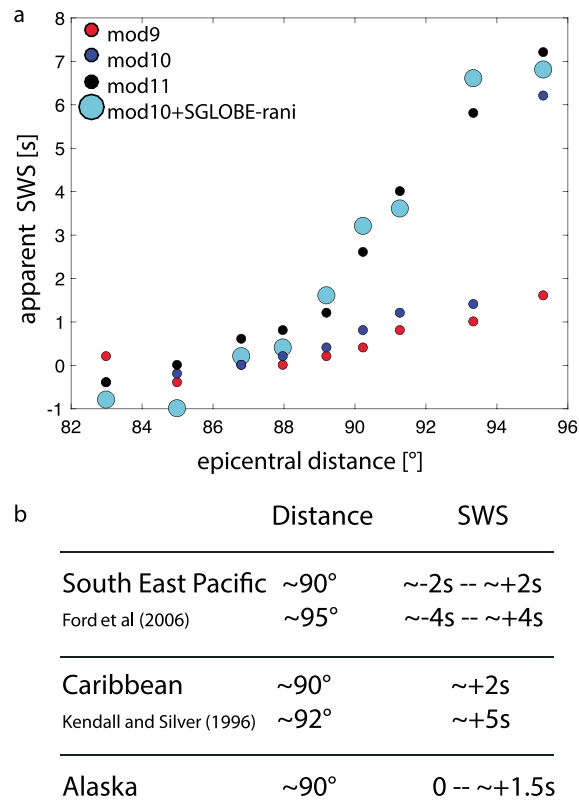 a
mod9
mod10
mod11
mod10+SGLOBE-rani
8
7
6
5
4
3
2
1
0
-1
apparent SWS [s]
82 84 86 88 90 92 94 96
epicentral distance [°]
b
Distance SWS
South East Pacific ~90° ~-2s -- ~+2s
Ford et al (2006) ~95° ~-4s -- ~+4s
Caribbean ~90° ~+2s
Kendall and Silver (1996) ~92° ~+5s
Alaska ~90° 0 -- ~+1.5s